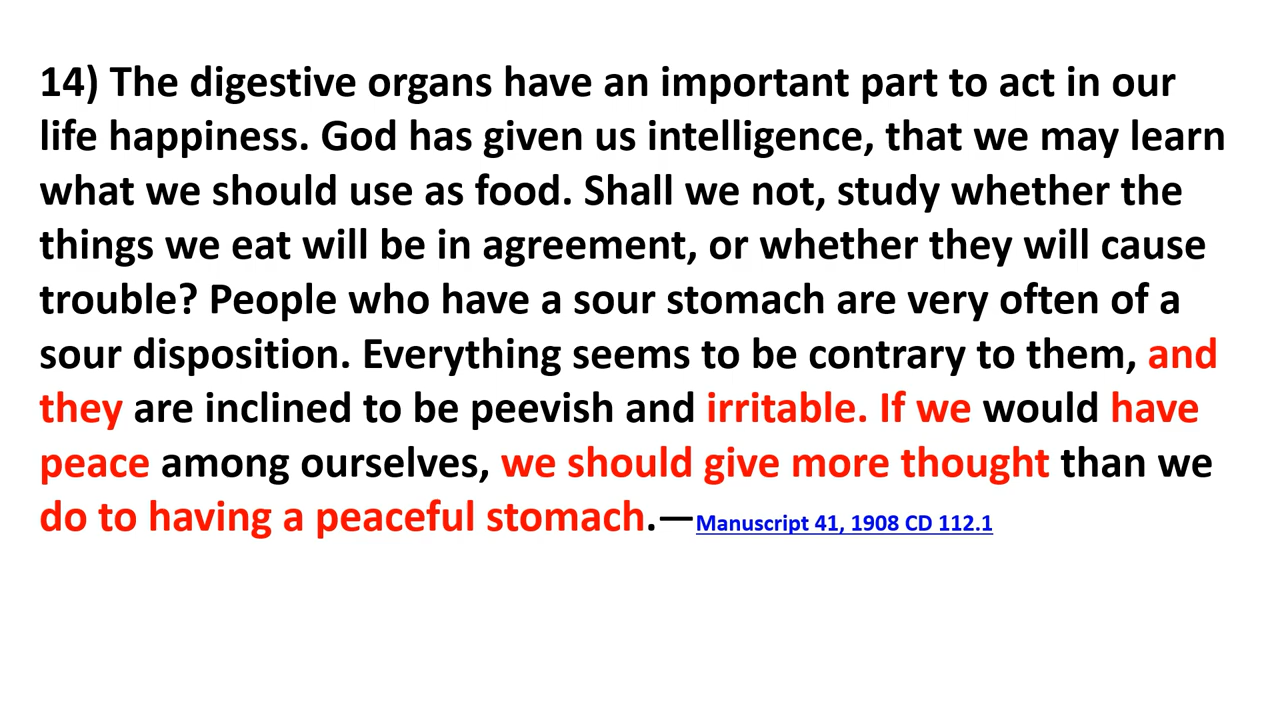 14) The digestive organs have an important part to act in our
life happiness. God has given us intelligence, that we may learn
what we should use as food. Shall we not, study whether the
things we eat will be in agreement, or whether they will cause
trouble? People who have a sour stomach are very often of a
sour disposition. Everything seems to be contrary to them, and
they are inclined to be peevish and irritable. If we would have
peace among ourselves, we should give more thought than we
do to having a peaceful stomach.—Manuscript 41, 1908 CD 112.1